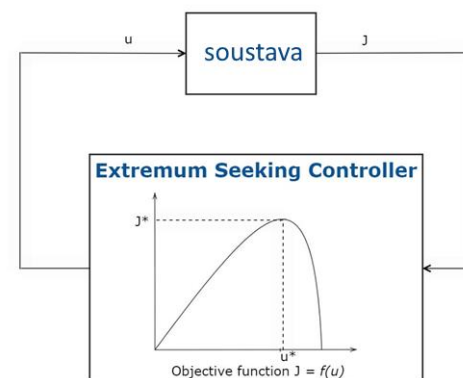 u
soustava
J
Extremum Seeking Controller
J*
u*
Objective function J = f(u)